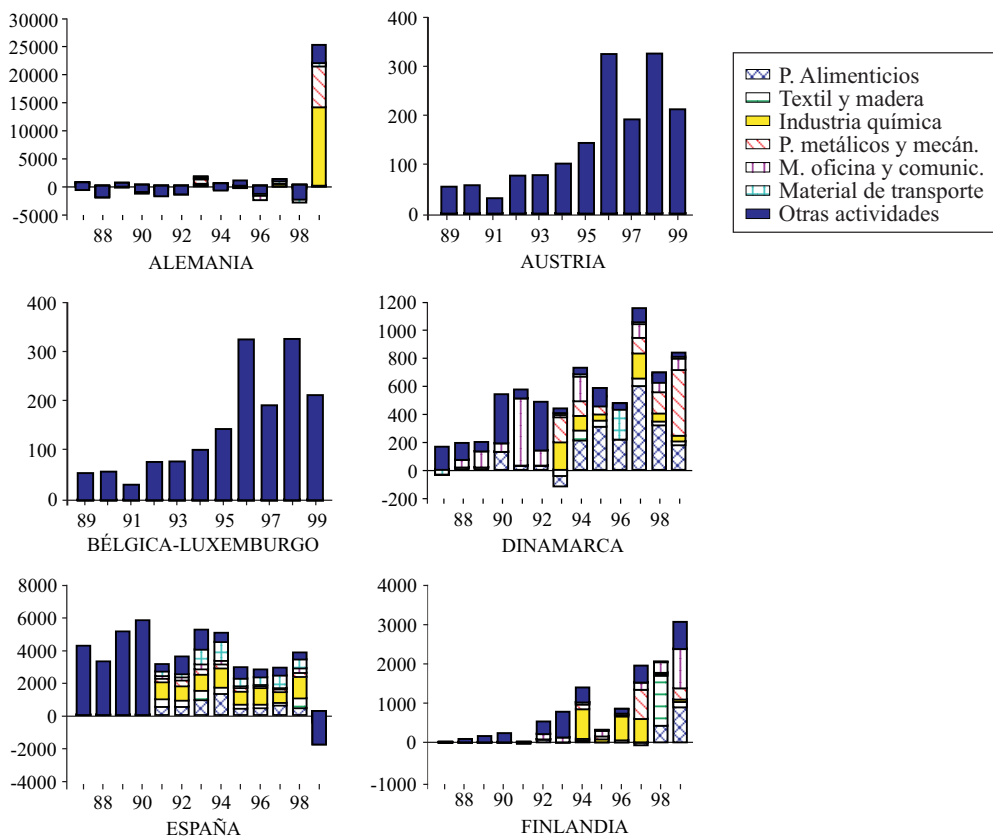 30000
25000
20000
15000
10000
5000
0
-5000
88 90 92 94 96 98
ALEMANIA
400
300
200
100
0
89 91 93 95 97 99
AUSTRIA
P. Alimenticios
Textil y madera
Industria química
P. metálicos y mecán.
M. oficina y comunic.
Material de transporte
Otras actividades
400
300
200
100
0
89 91 93 95 97 99
BÉLGICA-LUXEMBURGO
1200
1000
800
600
400
200
0
-200
88 90 92 94 96 98
DINAMARCA
8000
6000
4000
2000
0
-2000
-4000
88 90 92 94 96 98
ESPAÑA
4000
3000
2000
1000
0
-1000
88 90 92 94 96 98
FINLANDIA